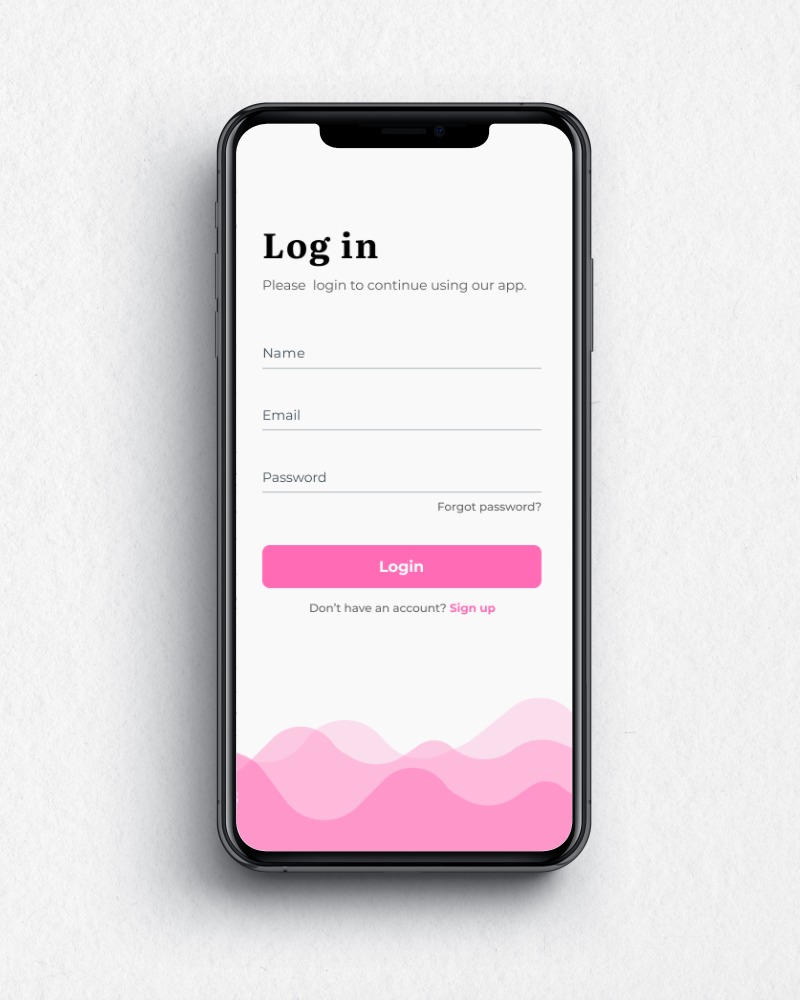 Log in
Please  login to continue using our app.
Name
Email
Password
Forgot password?
Login
Don't have an account? Sign up